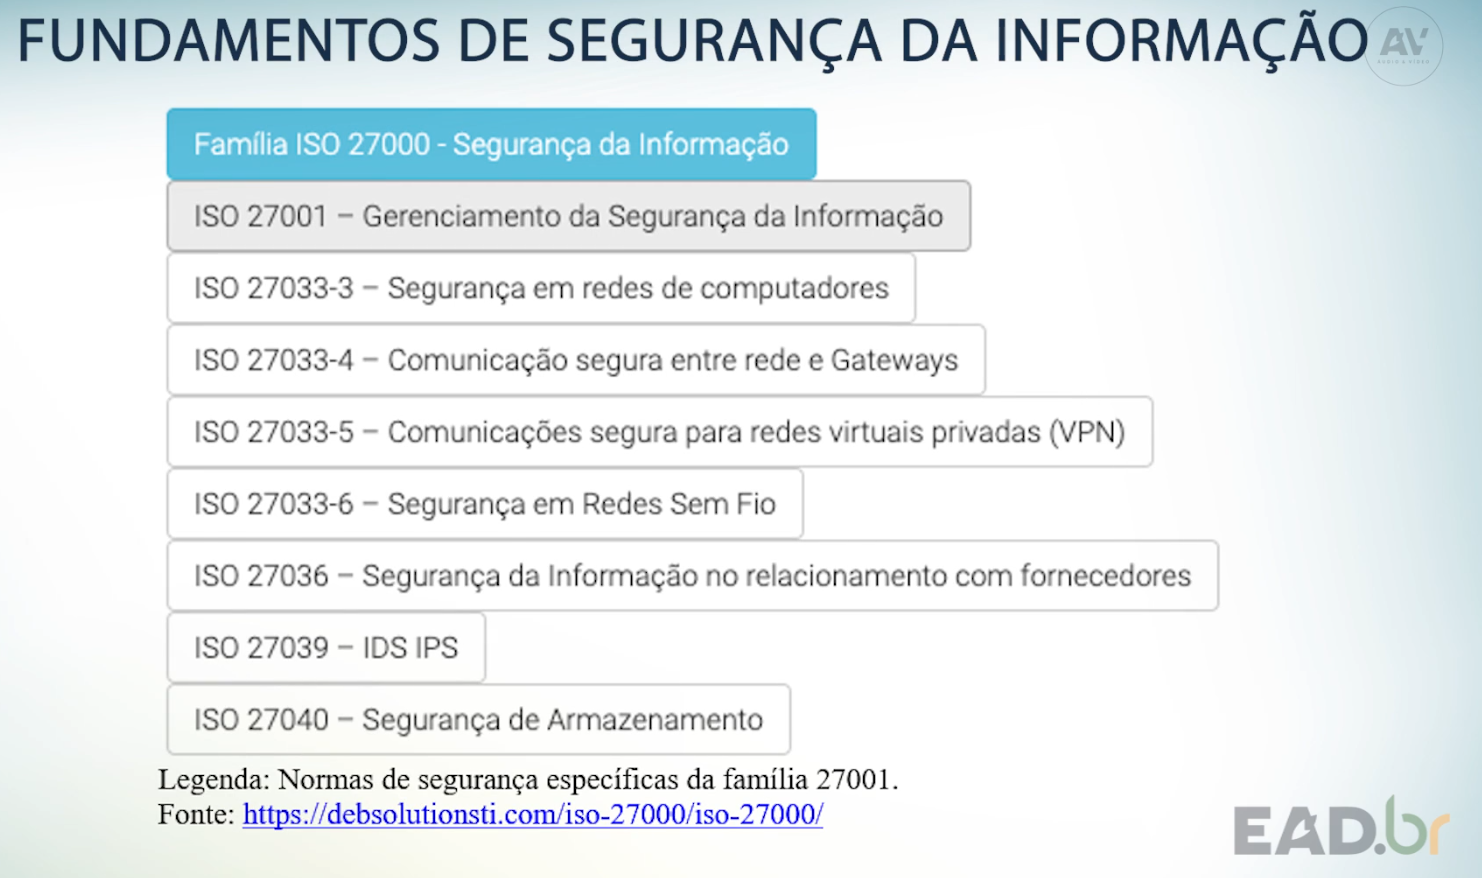 FUNDAMENTOS DE SEGURANÇA DA INFORMAÇÃO
AV
AUDIO & VIDEO
Família ISO 27000 - Segurança da Informação
ISO 27001 – Gerenciamento da Segurança da Informação
ISO 27033-3 – Segurança em redes de computadores
ISO 27033-4 – Comunicação segura entre rede e Gateways
ISO 27033-5 – Comunicações segura para redes virtuais privadas (VPN)
ISO 27033-6 – Segurança em Redes Sem Fio
ISO 27036 – Segurança da Informação no relacionamento com fornecedores
ISO 27039 – IDS IPS
ISO 27040 – Segurança de Armazenamento
Legenda: Normas de segurança específicas da família 27001.
Fonte: https://debsolutionsti.com/iso-27000/iso-27000/
EAD.br